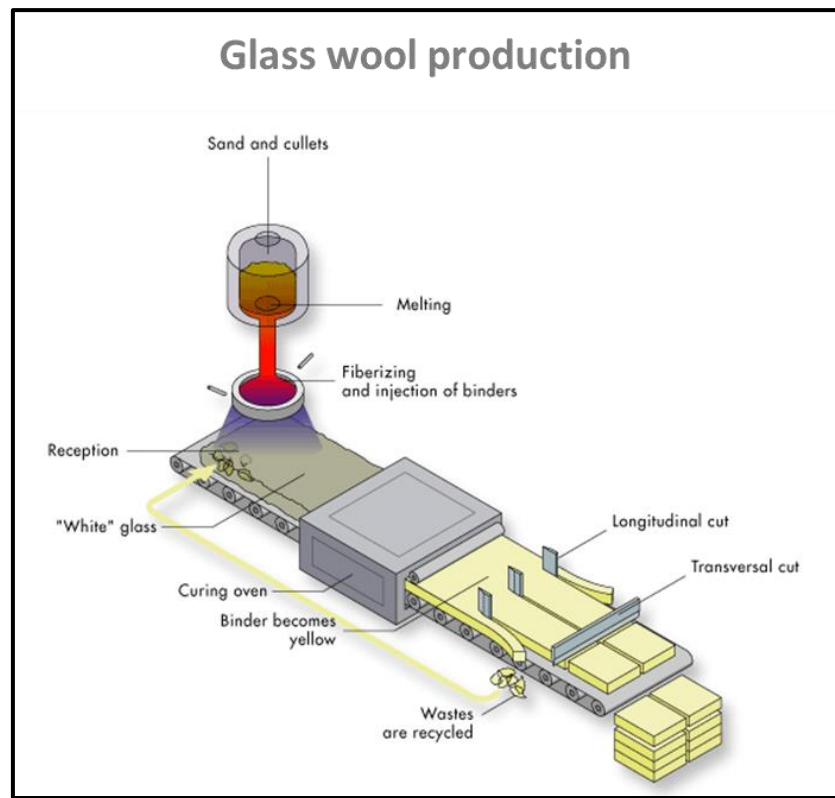 Glass wool production
Sand and cullets
Melting
Fiberizing
and injection of binders
Reception
"White" glass
Longitudinal cut
Transversal cut
Curing oven
Binder becomes
yellow
Wastes
are recycled